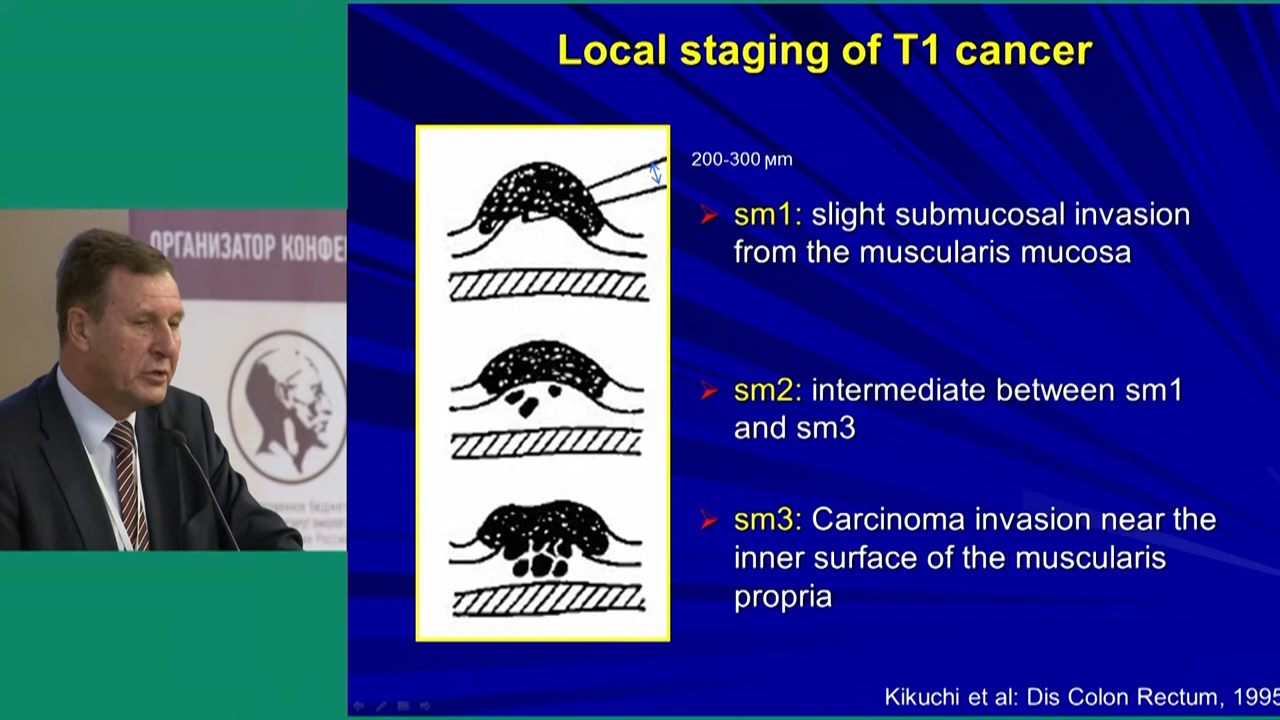 Local staging of T1 cancer
200-300 μm
sm1: slight submucosal invasion
from the muscularis mucosa
sm2: intermediate between sm1
and sm3
sm3: Carcinoma invasion near the
inner surface of the muscularis
propria
Kikuchi et al: Dis Colon Rectum, 1995
ОРГАНИЗАТОР КОНФЕ